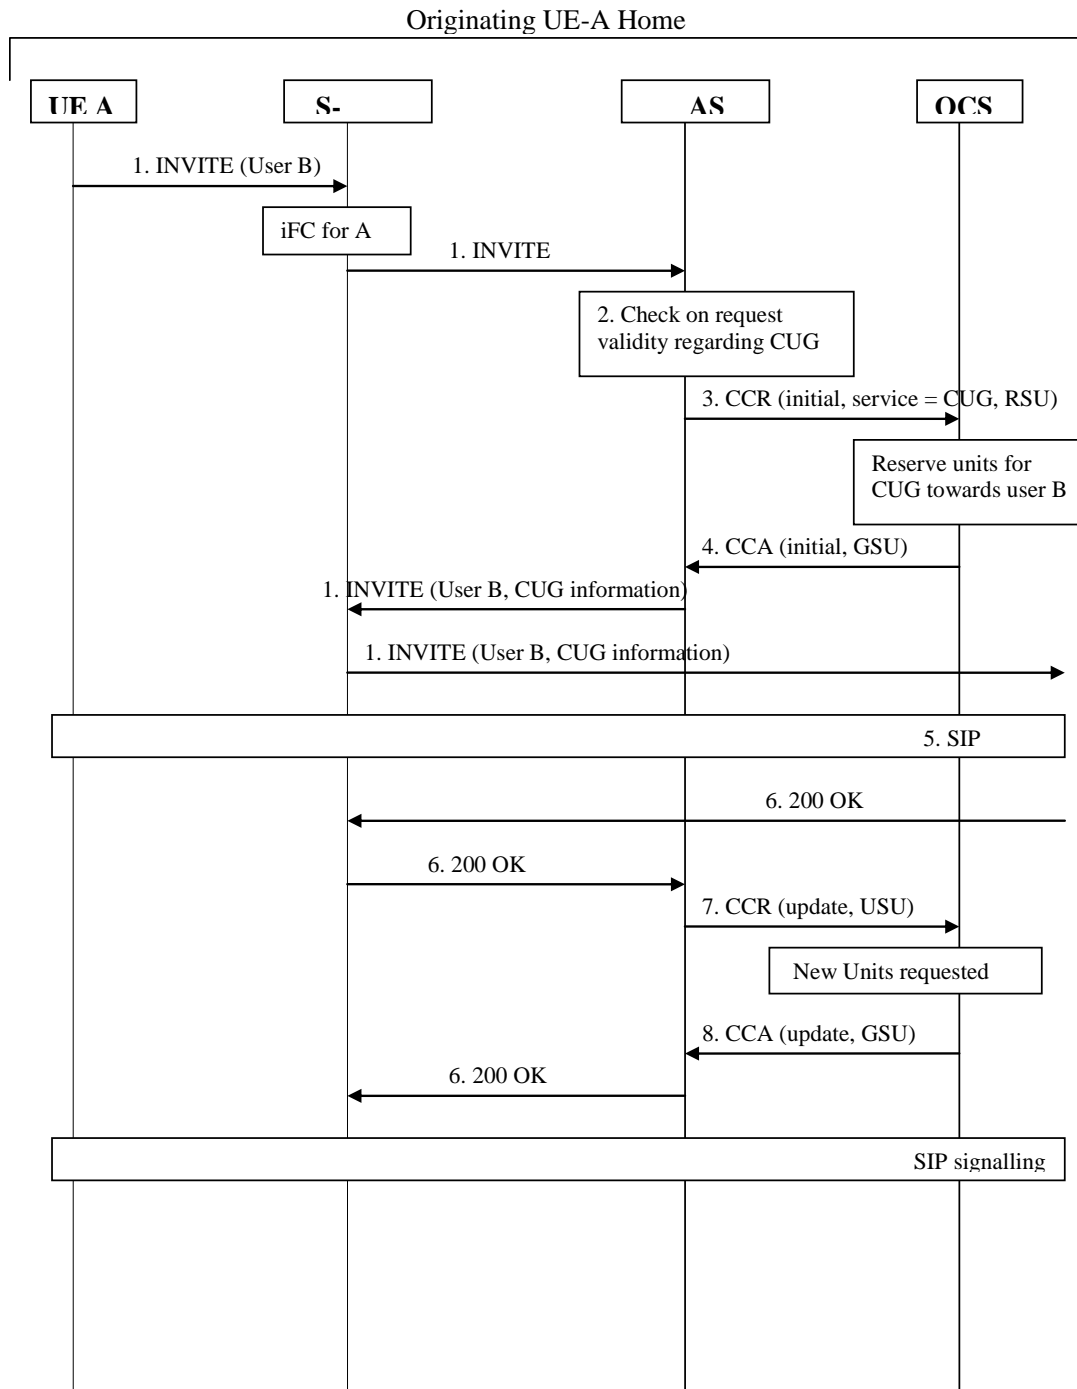 Originating UE-A Home
UE A
S-
AS
OCS
1. INVITE (User B)
iFC for A
1. INVITE
2. Check on request
validity regarding CUG
3. CCR (initial, service = CUG, RSU)
Reserve units for
CUG towards user B
4. CCA (initial, GSU)
1. INVITE (User B, CUG information)
1. INVITE (User B, CUG information)
5. SIP
6. 200 OK
6. 200 OK
7. CCR (update, USU)
New Units requested
8. CCA (update, GSU)
6. 200 OK
SIP signalling